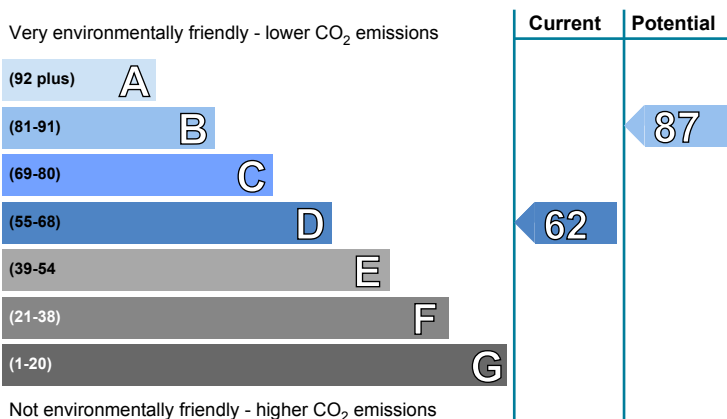 Very environmentally friendly - lower CO2 emissions
Current
Potential
(92 plus) A
(81-91) B
87
(69-80) C
(55-68) D
62
(39-54 E
(21-38) F
(1-20) G
Not environmentally friendly - higher CO2 emissions